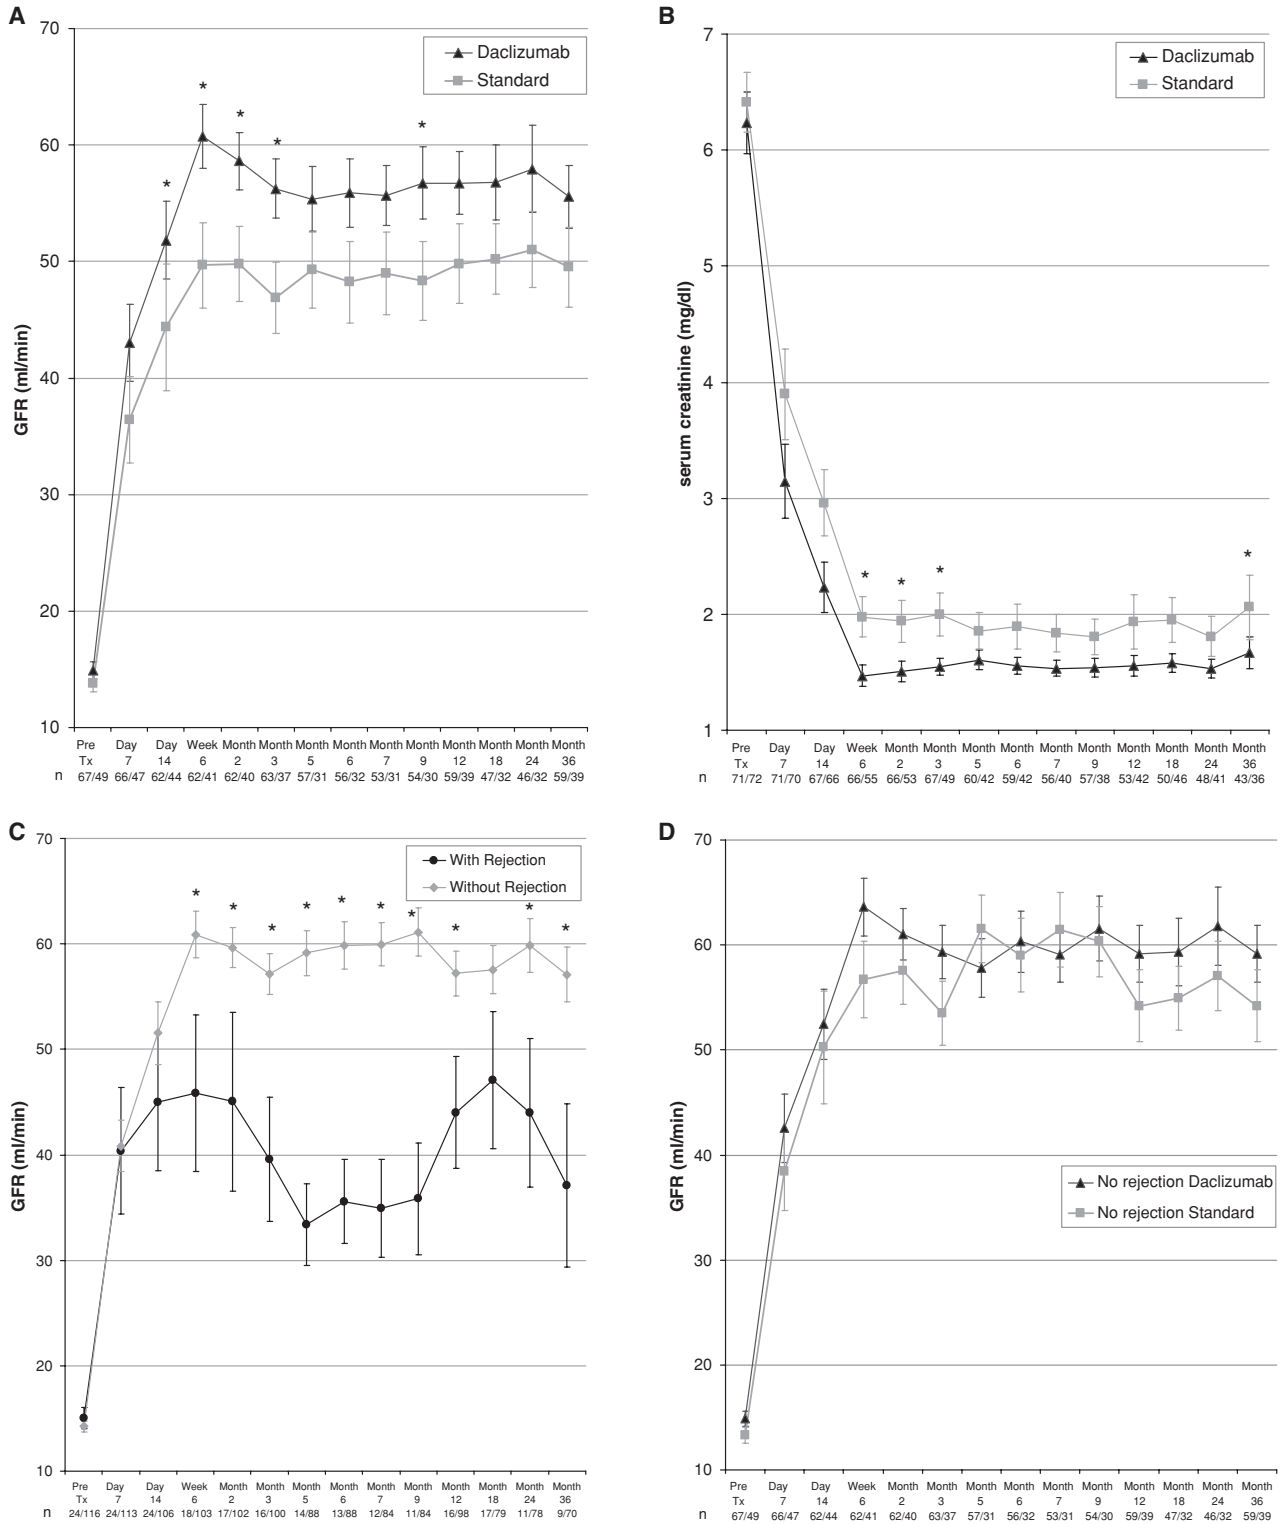 A
70
60
50
40
30
20
10
GFR (ml/min)
Daclizumab
Standard
* * * * *
Pre Day Day Week Month Month Month Month Month Month Month Month Month Month
Tx 7 14 6 2 3 5 6 7 9 12 18 24 36
n 67/49 66/47 62/44 62/41 62/40 63/37 57/31 56/32 53/31 54/30 59/39 47/32 46/32 59/39
B
7
6
5
4
3
2
1
serum creatinine (mg/dl)
Daclizumab
Standard
* * * *
Pre Day Day Week Month Month Month Month Month Month Month Month Month Month
Tx 7 14 6 2 3 5 6 7 9 12 18 24 36
n 71/72 71/70 67/66 66/55 66/53 67/49 60/42 59/42 56/40 57/38 53/42 50/46 48/41 43/36
C
70
60
50
40
30
20
10
GFR (ml/min)
With Rejection
Without Rejection
* * * * * * * * * *
Pre Day Day Week Month Month Month Month Month Month Month Month Month Month
Tx 7 14 6 2 3 5 6 7 9 12 18 24 36
n 24/116 24/113 24/106 18/103 17/102 16/100 14/88 13/88 12/84 11/84 16/98 17/79 11/78 9/70
D
70
60
50
40
30
20
10
GFR (ml/min)
No rejection Daclizumab
No rejection Standard
Pre Day Day Week Month Month Month Month Month Month Month Month Month Month
Tx 7 14 6 2 3 5 6 7 9 12 18 24 36
n 67/49 66/47 62/44 62/41 62/40 63/37 57/31 56/32 53/31 54/30 59/39 47/32 46/32 59/39